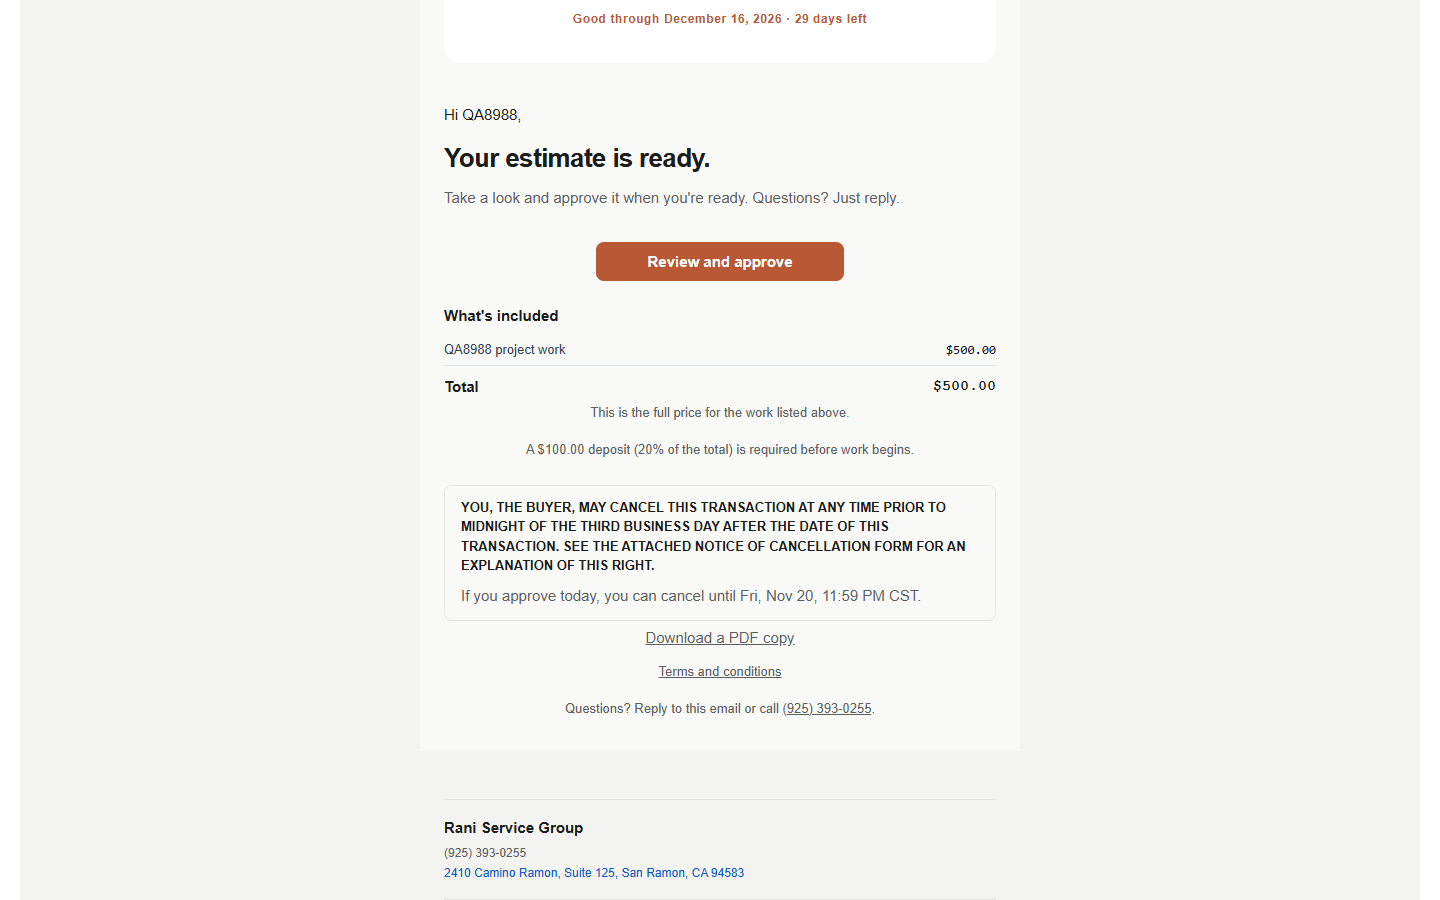 Good through December 16, 2026 · 29 days left
Hi QA8988,
Your estimate is ready.
Take a look and approve it when you're ready. Questions? Just reply.
Review and approve
What's included
QA8988 project work $500.00
Total $500.00
This is the full price for the work listed above.
A $100.00 deposit (20% of the total) is required before work begins.
YOU, THE BUYER, MAY CANCEL THIS TRANSACTION AT ANY TIME PRIOR TO
MIDNIGHT OF THE THIRD BUSINESS DAY AFTER THE DATE OF THIS
TRANSACTION. SEE THE ATTACHED NOTICE OF CANCELLATION FORM FOR AN
EXPLANATION OF THIS RIGHT.
If you approve today, you can cancel until Fri, Nov 20, 11:59 PM CST.
Download a PDF copy
Terms and conditions
Questions? Reply to this email or call (925) 393-0255.
Rani Service Group
(925) 393-0255
2410 Camino Ramon, Suite 125, San Ramon, CA 94583